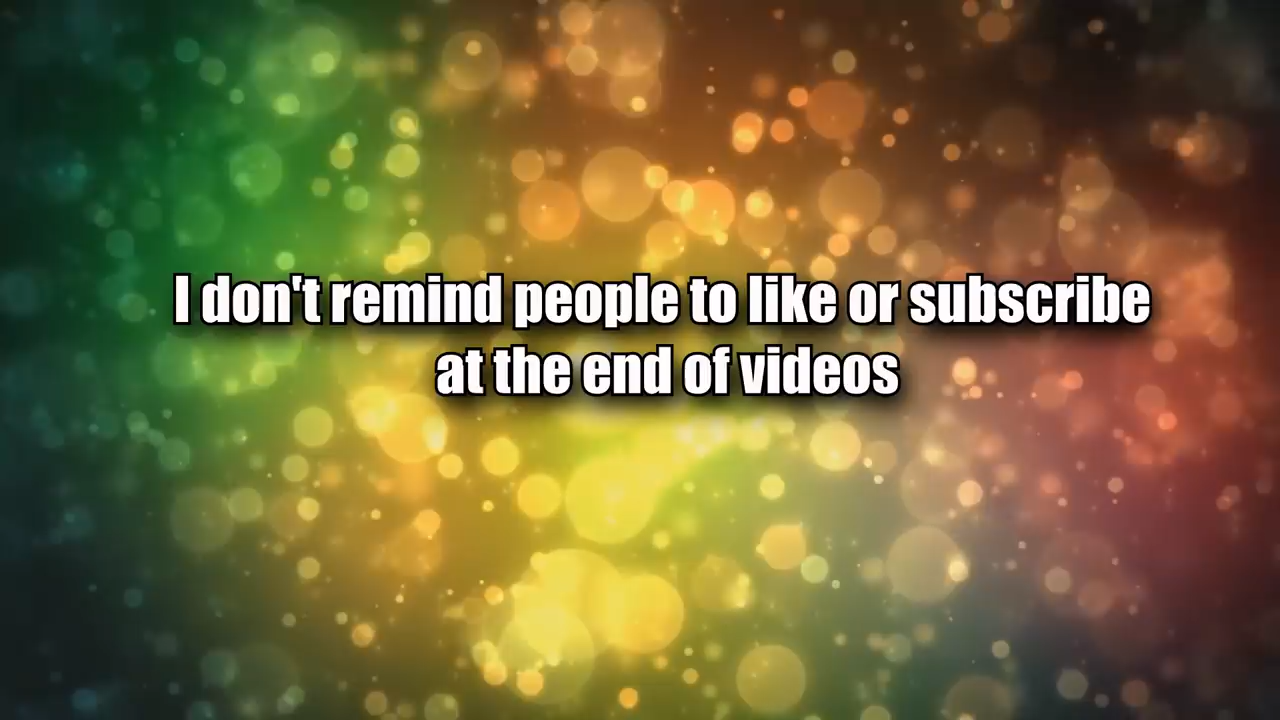 I don't remind people to like or subscribe
at the end of videos